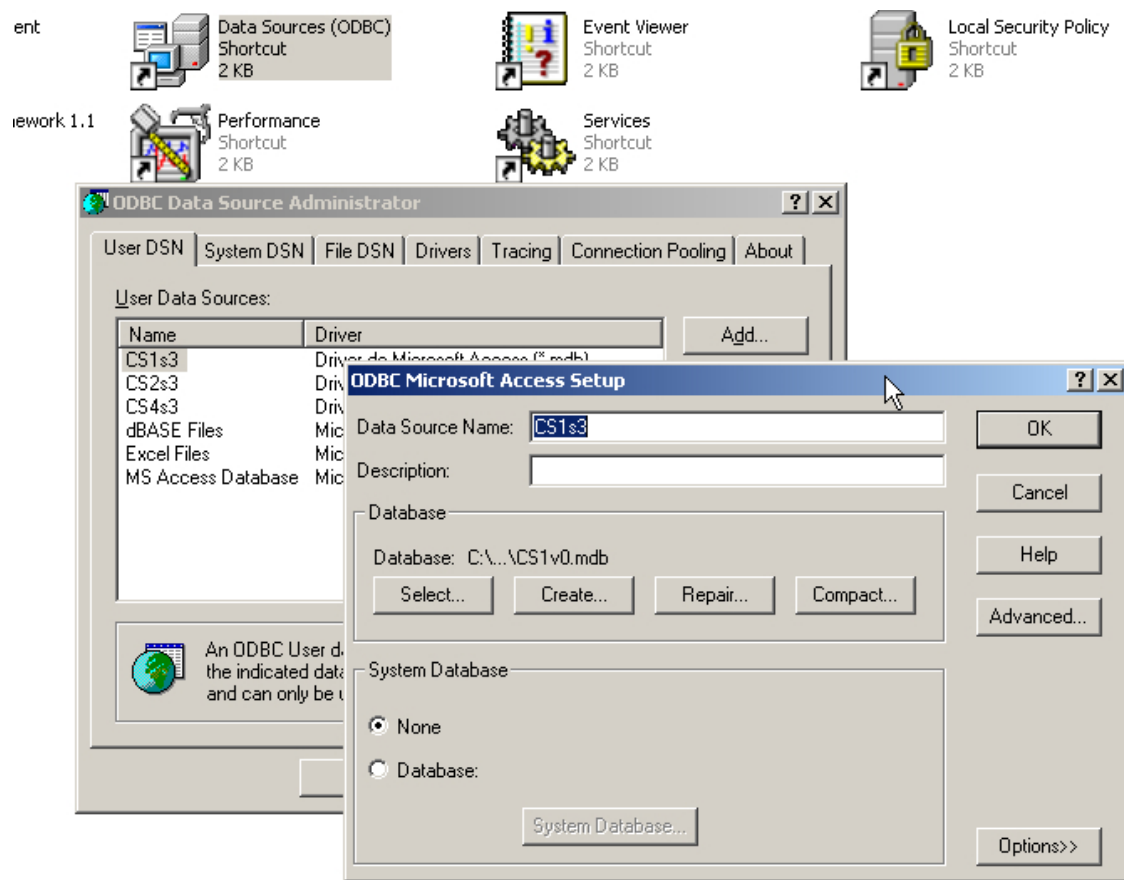 ent
Data Sources (ODBC)
Shortcut
2 KB
Event Viewer
Shortcut
2 KB
Local Security Policy
Shortcut
2 KB
ework 1.1
Performance
Shortcut
2 KB
Services
Shortcut
2 KB
ODBC Data Source Administrator
User DSN System DSN File DSN Drivers Tracing Connection Pooling About
User Data Sources:
Name Driver
Add...
CS1s3 Driver do Microsoft Access (*.mdb)
CS2s3 Driv
CS4s3 Driv
dBASE Files Mic
Excel Files Mic
MS Access Database Mic
An ODBC User d
the indicated data
and can only be u
ODBC Microsoft Access Setup
Data Source Name: CS1s3
Description:
OK
Cancel
Help
Advanced...
Database
Database: C:\...\CS1v0.mdb
Select... Create... Repair... Compact...
System Database
None
Database:
System Database...
Options>>